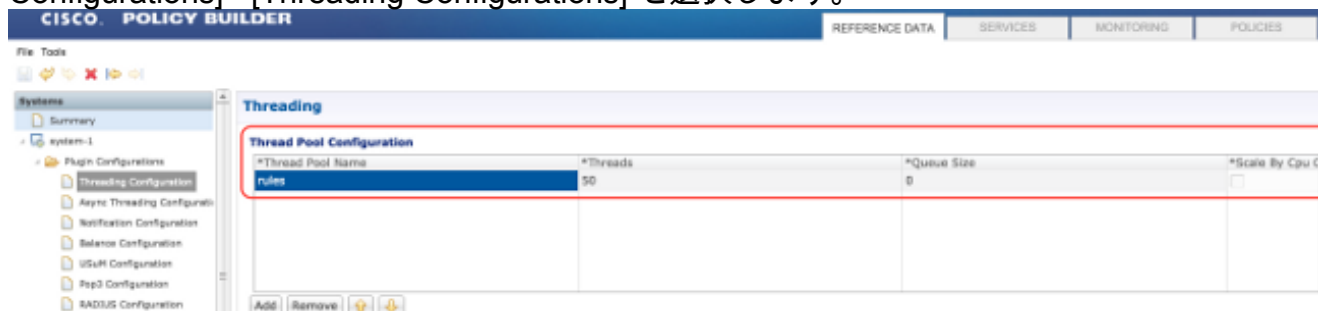 Configurations] - [Threading Configurations] を選択します。
CISCO. POLICY BUILDER
REFERENCE DATA SERVICES MONITORING POLICIES
File Tools
Systems
Summary
system-1
Plugin Configurations
Threading Configuration
Async Threading Configurati
Notification Configuration
Balance Configuration
USuM Configuration
Pop3 Configuration
RADIUS Configuration
Threading
Thread Pool Configuration
*Thread Pool Name *Threads *Queue Size *Scale By Cpu C
rules 50 0
Add Remove